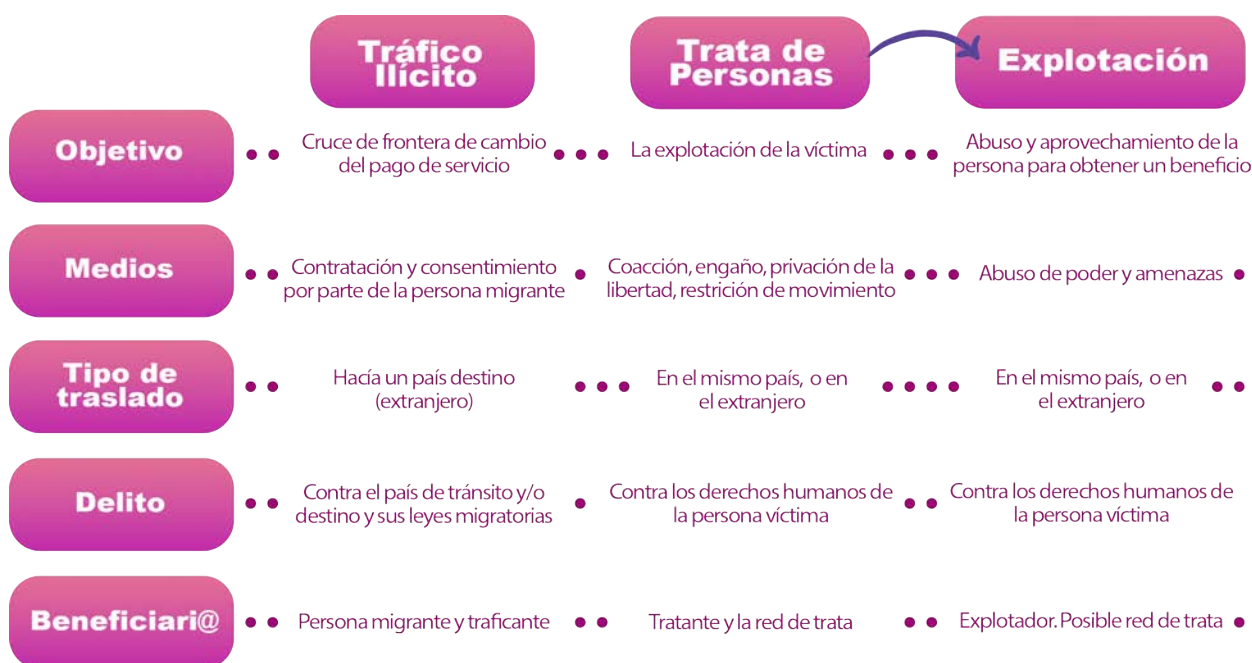 Tráfico
Ilícito
Trata de
Personas
Explotación
Objetivo
Cruce de frontera de cambio
del pago de servicio
La explotación de la víctima
Abuso y aprovechamiento de la
persona para obtener un beneficio
Medios
Contratación y consentimiento
por parte de la persona migrante
Coacción, engaño, privación de la
libertad, restrición de movimiento
Abuso de poder y amenazas
Tipo de
traslado
Hacía un país destino
(extranjero)
En el mismo país, o en
el extranjero
En el mismo país, o en
el extranjero
Delito
Contra el país de tránsito y/o
destino y sus leyes migratorias
Contra los derechos humanos de
la persona víctima
Contra los derechos humanos de
la persona víctima
Beneficiari@
Persona migrante y traficante
Tratante y la red de trata
Explotador. Posible red de trata